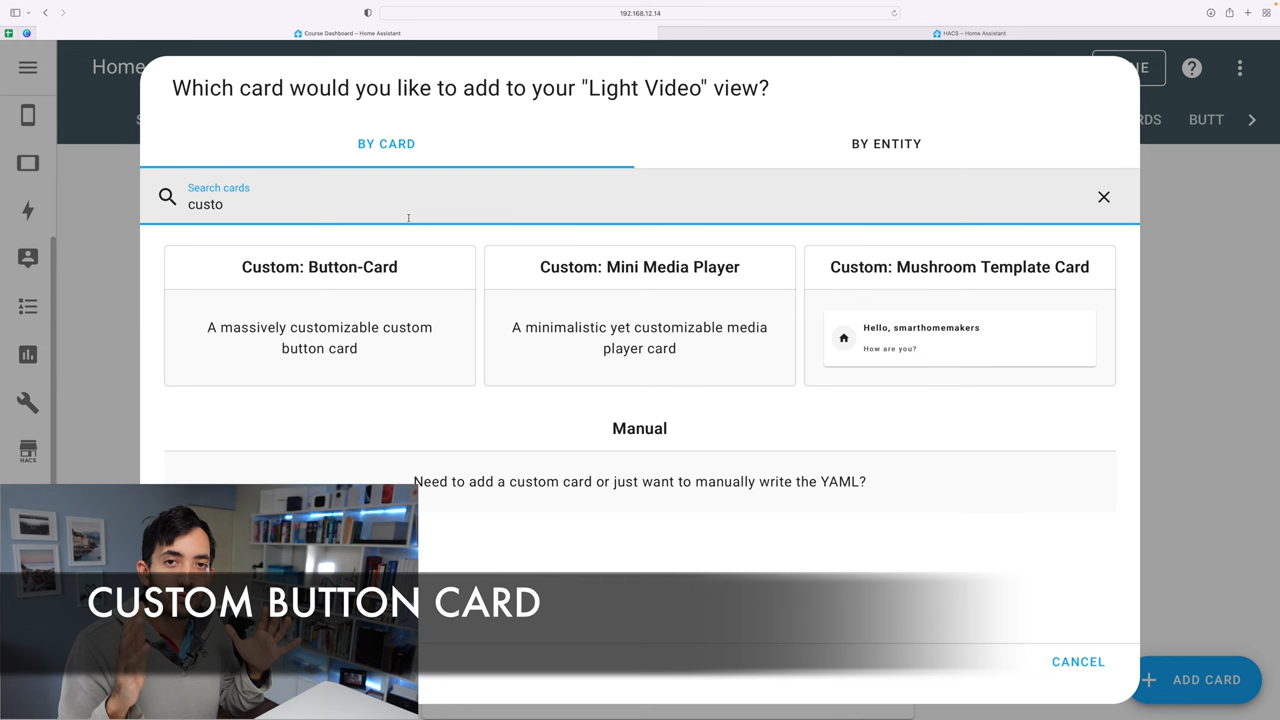 192.168.12.14
Course Dashboard – Home Assistant
HACS – Home Assistant
Home
NE
RDS
BUTT
Which card would you like to add to your "Light Video" view?
BY CARD
BY ENTITY
Search cards
custo
Custom: Button-Card
A massively customizable custom
button card
Custom: Mini Media Player
A minimalistic yet customizable media
player card
Custom: Mushroom Template Card
Hello, smarthomemakers
How are you?
Manual
Need to add a custom card or just want to manually write the YAML?
HACS
CUSTOM BUTTON CARD
CANCEL
ADD CARD